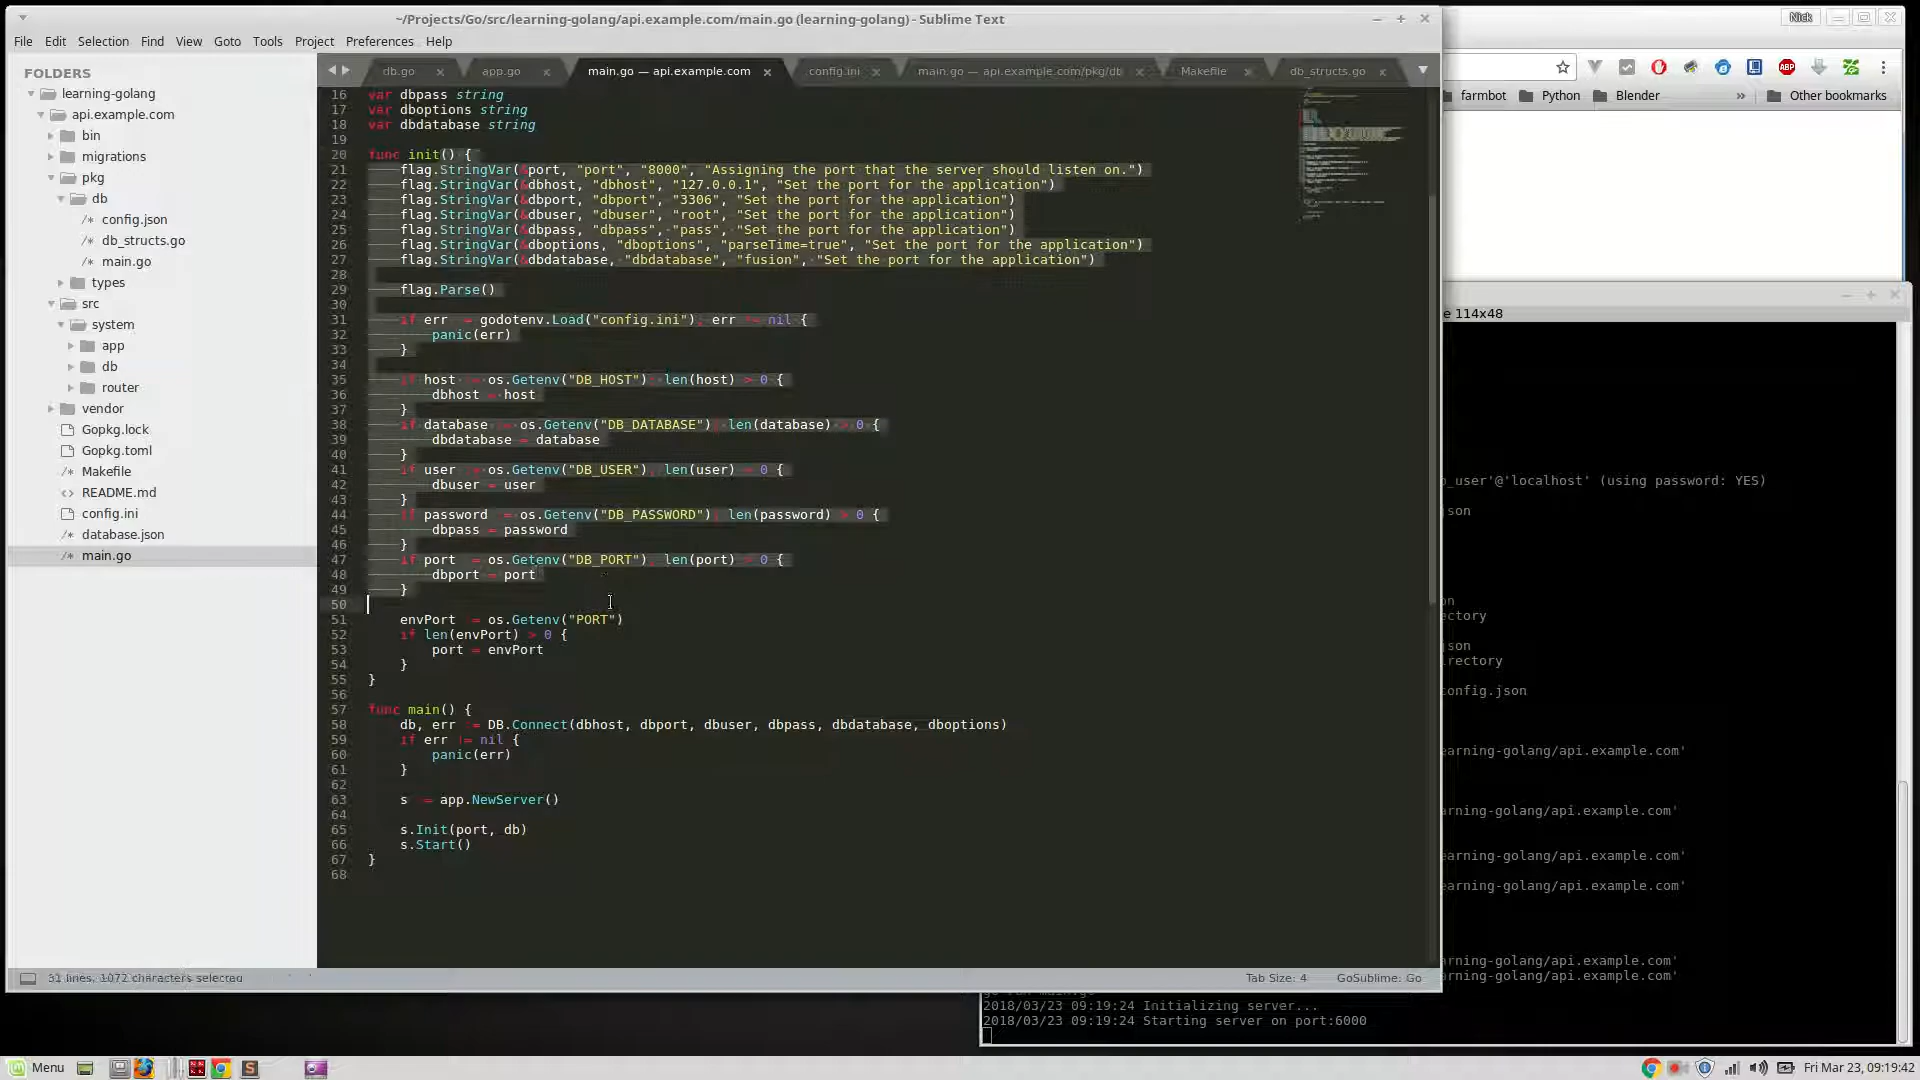 ~/Projects/Go/src/learning-golang/api.example.com/main.go (learning-golang) - Sublime Text
Nick
File Edit Selection Find View Goto Tools Project Preferences Help
FOLDERS
learning-golang
api.example.com
bin
migrations
pkg
db
config.json
db_structs.go
main.go
types
src
system
app
db
router
vendor
Gopkg.lock
Gopkg.toml
Makefile
README.md
config.ini
database.json
main.go
db.go app.go main.go — api.example.com config.ini main.go — api.example.com/pkg/db Makefile db_structs.go
16 var dbpass string
17 var dboptions string
18 var dbdatabase string
19
20 func init() {
21 flag.StringVar(&port, "port", "8000", "Assigning the port that the server should listen on.")
22 flag.StringVar(&dbhost, "dbhost", "127.0.0.1", "Set the port for the application")
23 flag.StringVar(&dbport, "dbport", "3306", "Set the port for the application")
24 flag.StringVar(&dbuser, "dbuser", "root", "Set the port for the application")
25 flag.StringVar(&dbpass, "dbpass", "pass", "Set the port for the application")
26 flag.StringVar(&dboptions, "dboptions", "parseTime=true", "Set the port for the application")
27 flag.StringVar(&dbdatabase, "dbdatabase", "fusion", "Set the port for the application")
28
29 flag.Parse()
30
31 if err := godotenv.Load("config.ini"); err != nil {
32 panic(err)
33 }
34
35 if host := os.Getenv("DB_HOST"); len(host) > 0 {
36 dbhost = host
37 }
38 if database := os.Getenv("DB_DATABASE"); len(database) > 0 {
39 dbdatabase = database
40 }
41 if user := os.Getenv("DB_USER"); len(user) > 0 {
42 dbuser = user
43 }
44 if password := os.Getenv("DB_PASSWORD"); len(password) > 0 {
45 dbpass = password
46 }
47 if port := os.Getenv("DB_PORT"); len(port) > 0 {
48 dbport = port
49 }
50
51 envPort := os.Getenv("PORT")
52 if len(envPort) > 0 {
53 port = envPort
54 }
55 }
56
57 func main() {
58 db, err := DB.Connect(dbhost, dbport, dbuser, dbpass, dbdatabase, dboptions)
59 if err != nil {
60 panic(err)
61 }
62
63 s := app.NewServer()
64
65 s.Init(port, db)
66 s.Start()
67 }
68
31 lines, 1072 characters selected
Tab Size: 4 GoSublime: Go
ABP
farmbot Python Blender » Other bookmarks
e 114x48
_user'@'localhost' (using password: YES)
json
on
ectory
json
rectory
config.json
earning-golang/api.example.com'
earning-golang/api.example.com'
earning-golang/api.example.com'
earning-golang/api.example.com'
earning-golang/api.example.com'
earning-golang/api.example.com'
go run main.go
2018/03/23 09:19:24 Initializing server...
2018/03/23 09:19:24 Starting server on port:6000
Menu
Fri Mar 23, 09:19:42